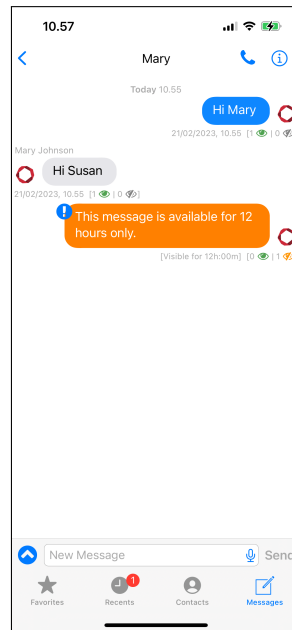 10.57
Mary
Today 10.55
Hi Mary
21/02/2023, 10.55 [1 | 0 ]
Mary Johnson
Hi Susan
21/02/2023, 10.55 [1 | 0 ]
This message is available for 12
hours only.
[Visible for 12h:00m] [0 | 1 ]
New Message
Send
1
Favorites
Recents
Contacts
Messages